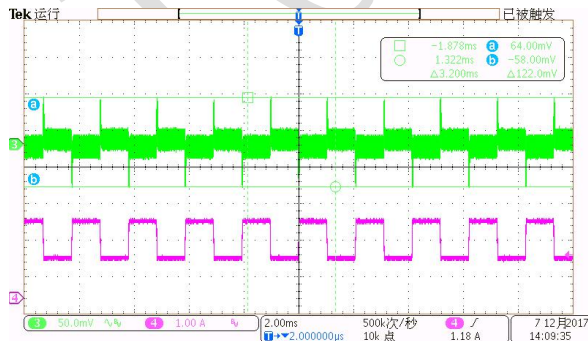 Tek 运行 已被触发
T
T
□ -1.878ms a 64.00mV
○ 1.322ms b -58.00mV
△3.200ms △122.0mV
a
3
b
4
3 50.0mV 4 1.00 A 2.00ms 500k次/秒 4 7 12月2017
T→▼2.000000μs 10k 点 1.18 A 14:09:35